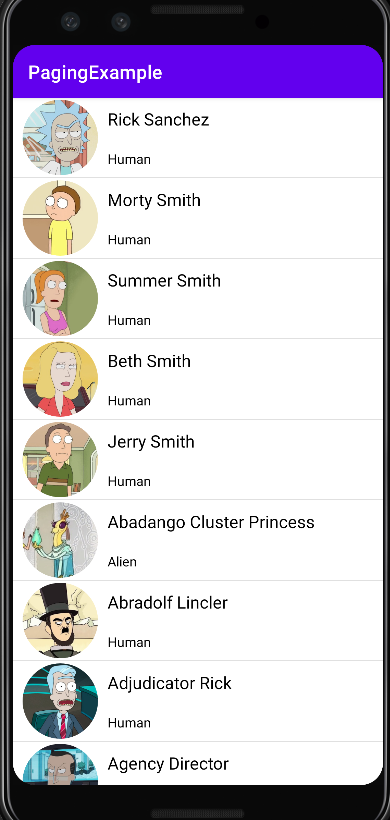 PagingExample
Rick Sanchez
Human
Morty Smith
Human
Summer Smith
Human
Beth Smith
Human
Jerry Smith
Human
Abadango Cluster Princess
Alien
Abradolf Lincler
Human
Adjudicator Rick
Human
Agency Director